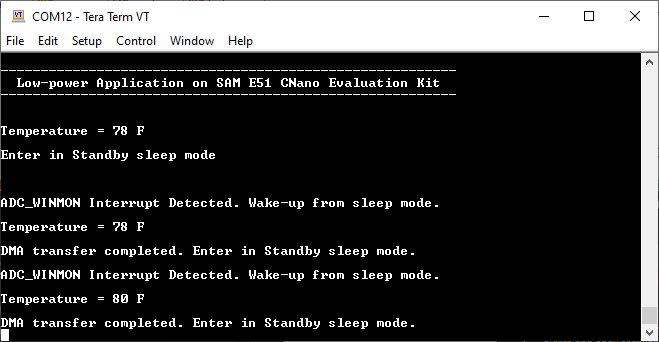 COM12 - Tera Term VT
File Edit Setup Control Window Help
Low-power Application on SAM E51 CNano Evaluation Kit
Temperature = 78 F
Enter in Standby sleep mode
ADC_WINMON Interrupt Detected. Wake-up from sleep mode.
Temperature = 78 F
DMA transfer completed. Enter in Standby sleep mode.
ADC_WINMON Interrupt Detected. Wake-up from sleep mode.
Temperature = 80 F
DMA transfer completed. Enter in Standby sleep mode.